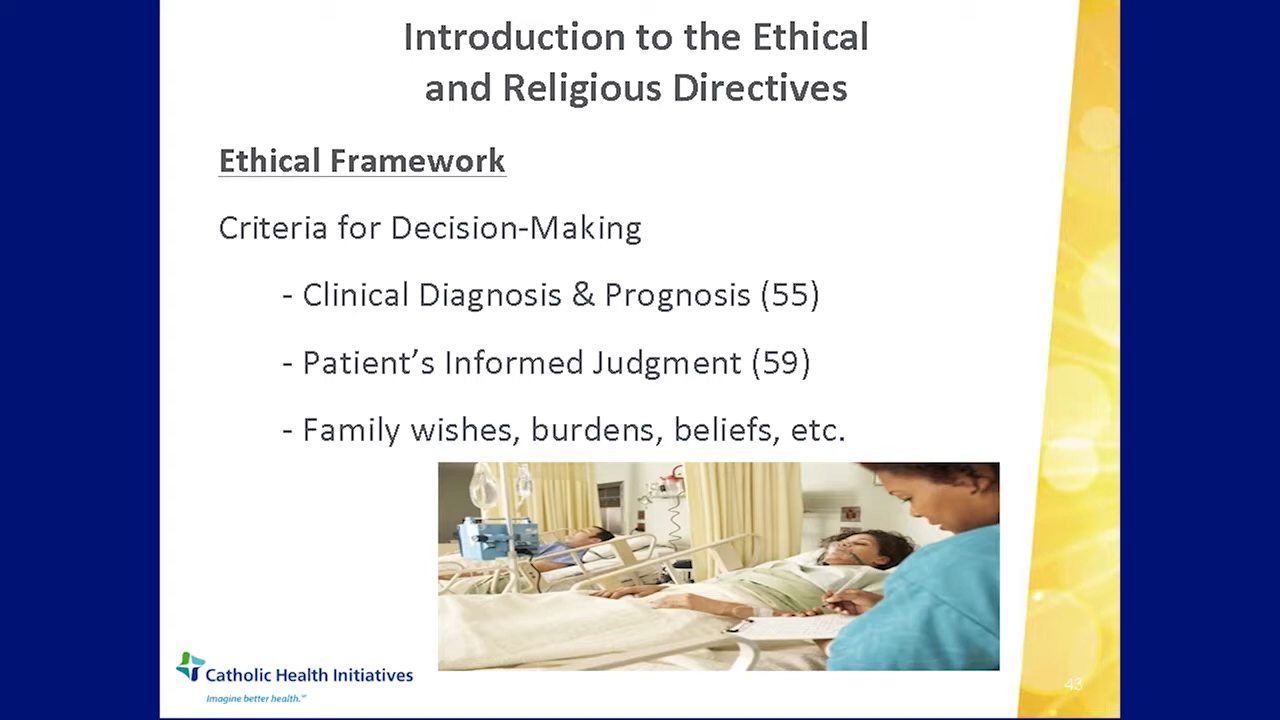 Introduction to the Ethical
and Religious Directives
Ethical Framework
Criteria for Decision-Making
- Clinical Diagnosis & Prognosis (55)
- Patient’s Informed Judgment (59)
- Family wishes, burdens, beliefs, etc.
Catholic Health Initiatives
Imagine better health.℠
43